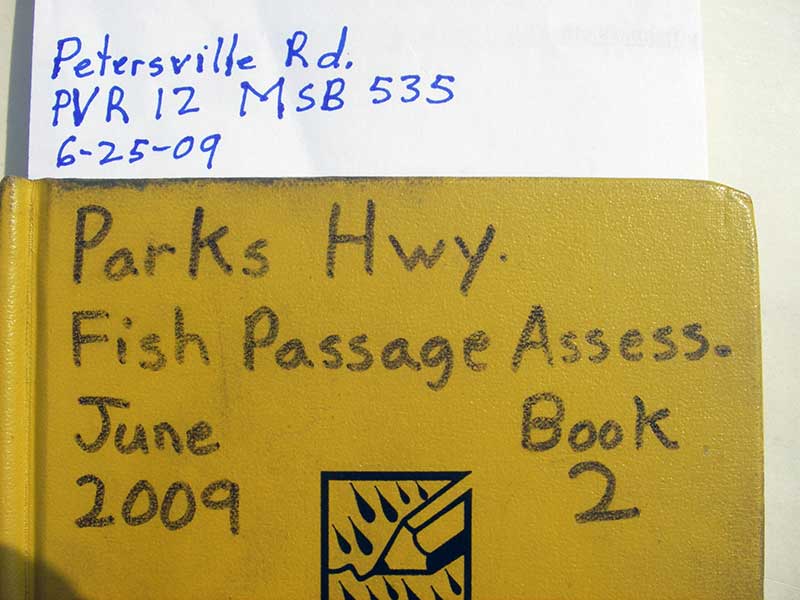 Petersville Rd.
PVR 12 MSB 535
6-25-09
Parks Hwy.
Fish Passage Assess.
June Book
2009 2